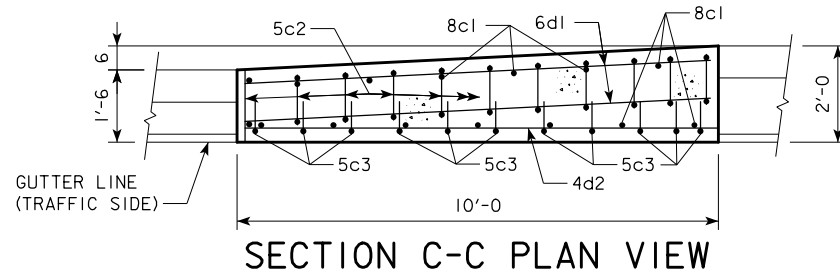 5c2
8c1
6d1
8c1
6
1'-6
2'-0
5c3
5c3
5c3
4d2
GUTTER LINE
(TRAFFIC SIDE)
10'-0
SECTION C-C PLAN VIEW